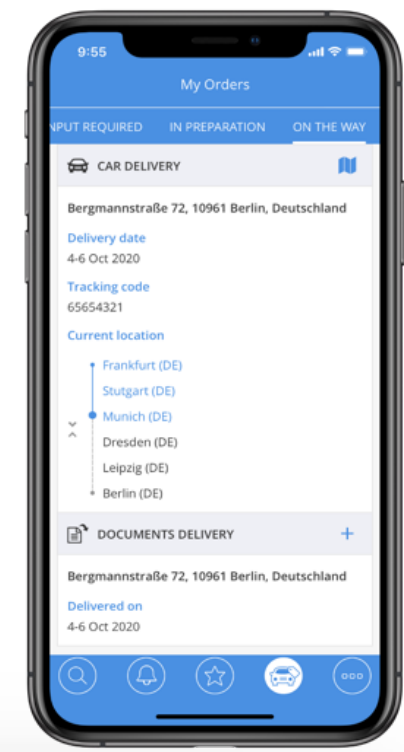 9:55
My Orders
NPUT REQUIRED IN PREPARATION ON THE WAY
CAR DELIVERY
Bergmannstraße 72, 10961 Berlin, Deutschland
Delivery date
4-6 Oct 2020
Tracking code
65654321
Current location
Frankfurt (DE)
Stutgart (DE)
Munich (DE)
Dresden (DE)
Leipzig (DE)
Berlin (DE)
DOCUMENTS DELIVERY
Bergmannstraße 72, 10961 Berlin, Deutschland
Delivered on
4-6 Oct 2020